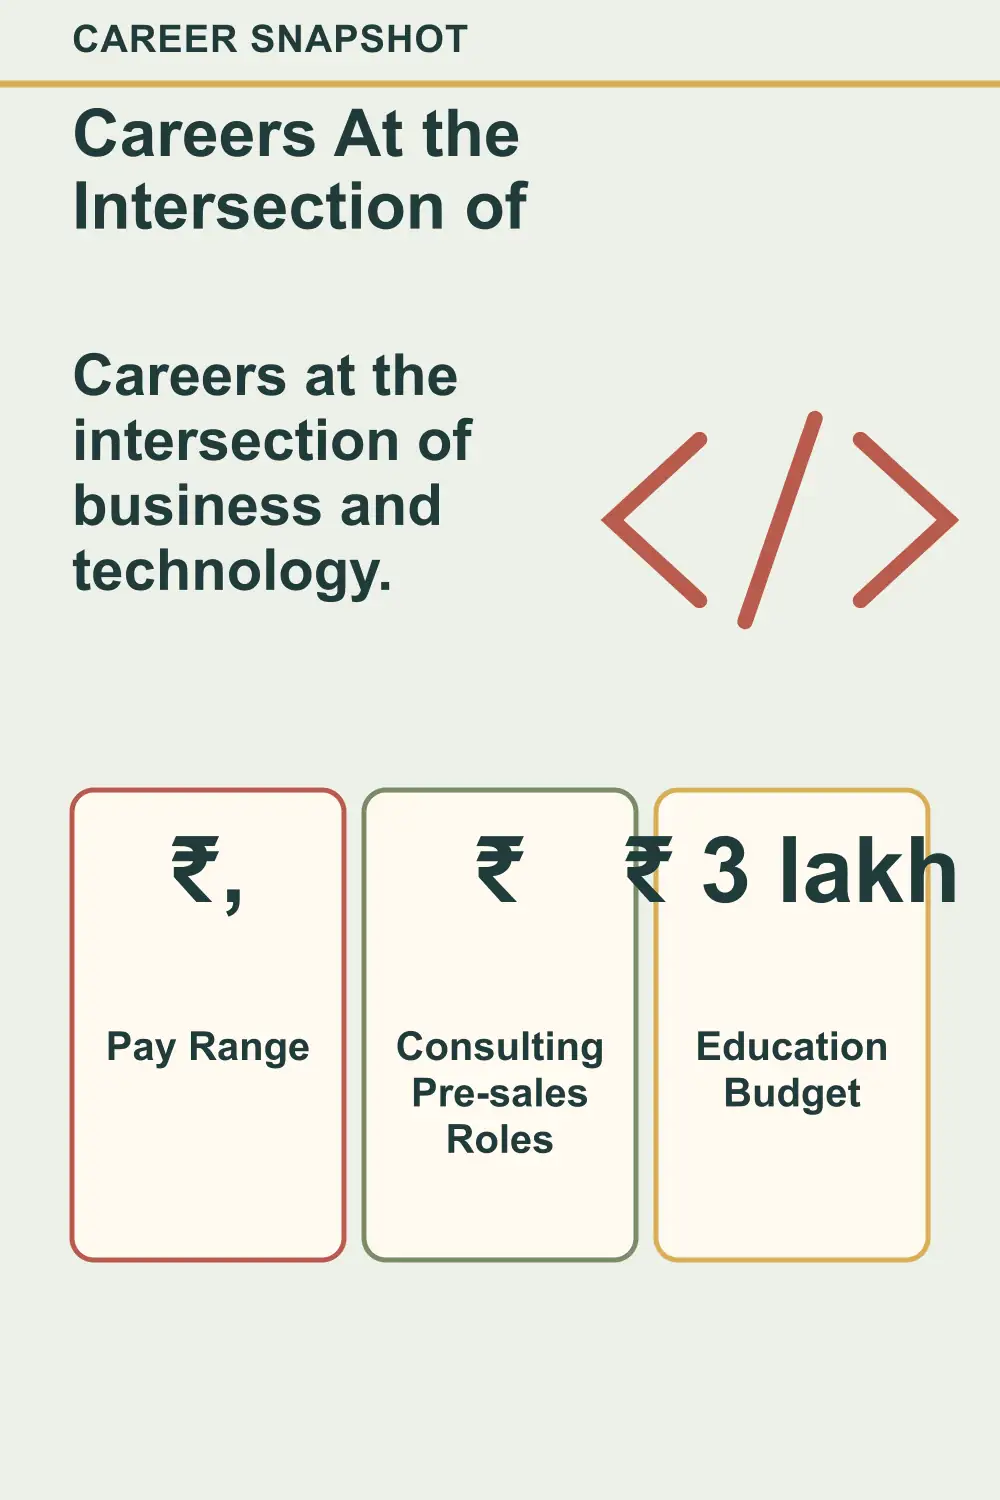 CAREER SNAPSHOT
Careers At the
Intersection of
Careers at the
intersection of
business and
technology.
</>
₹,
₹
₹ 3 lakh
Pay Range
Consulting
Pre-sales
Roles
Education
Budget